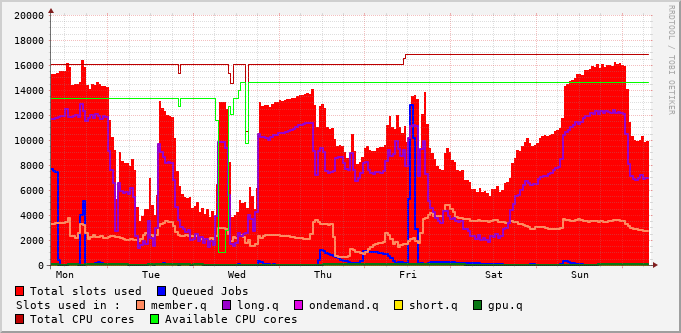 20000
18000
16000
14000
12000
10000
8000
6000
4000
2000
0
Mon Tue Wed Thu Fri Sat Sun
RRDTOOL / TOBI OETIKER
Total slots used Queued Jobs
Slots used in : member.q long.q ondemand.q short.q gpu.q
Total CPU cores Available CPU cores